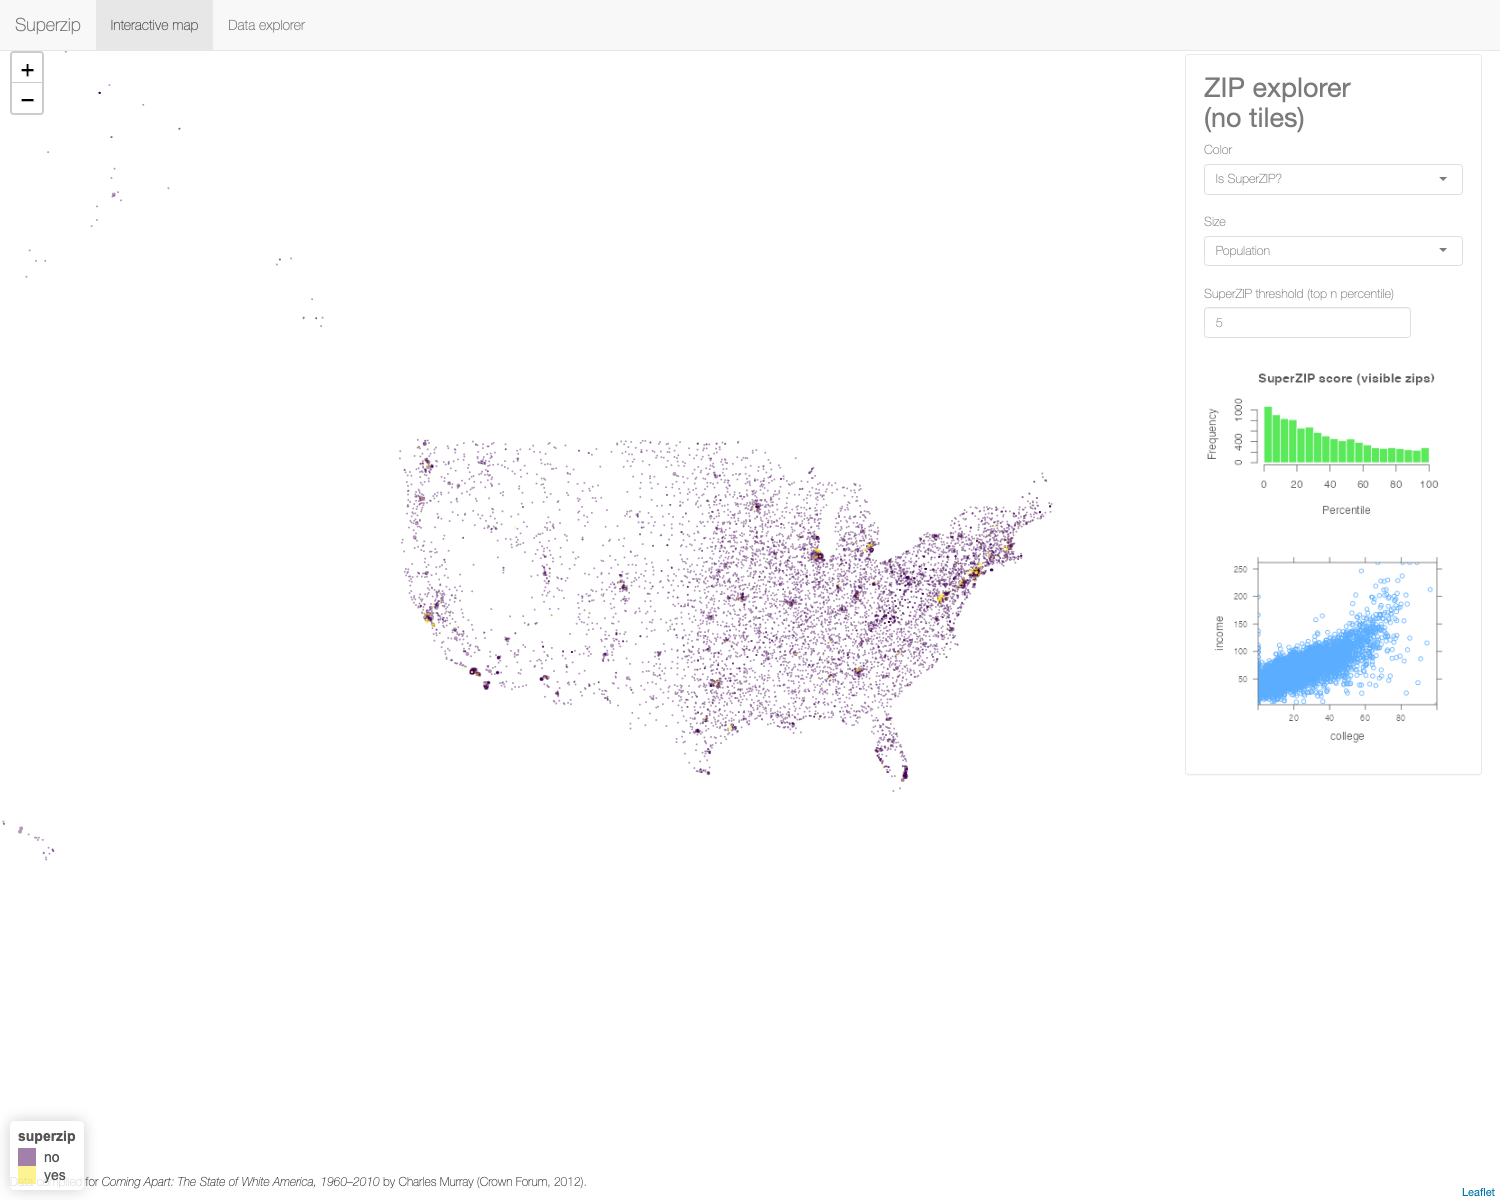 Superzip
Interactive map
Data explorer
+
−
ZIP explorer
(no tiles)
Color
Is SuperZIP?
Size
Population
SuperZIP threshold (top n percentile)
5
SuperZIP score (visible zips)
Frequency
0 400 1000
0 20 40 60 80 100
Percentile
income
250
200
150
100
50
20 40 60 80
college
superzip
no
yes
for Coming Apart: The State of White America, 1960–2010 by Charles Murray (Crown Forum, 2012).
Leaflet